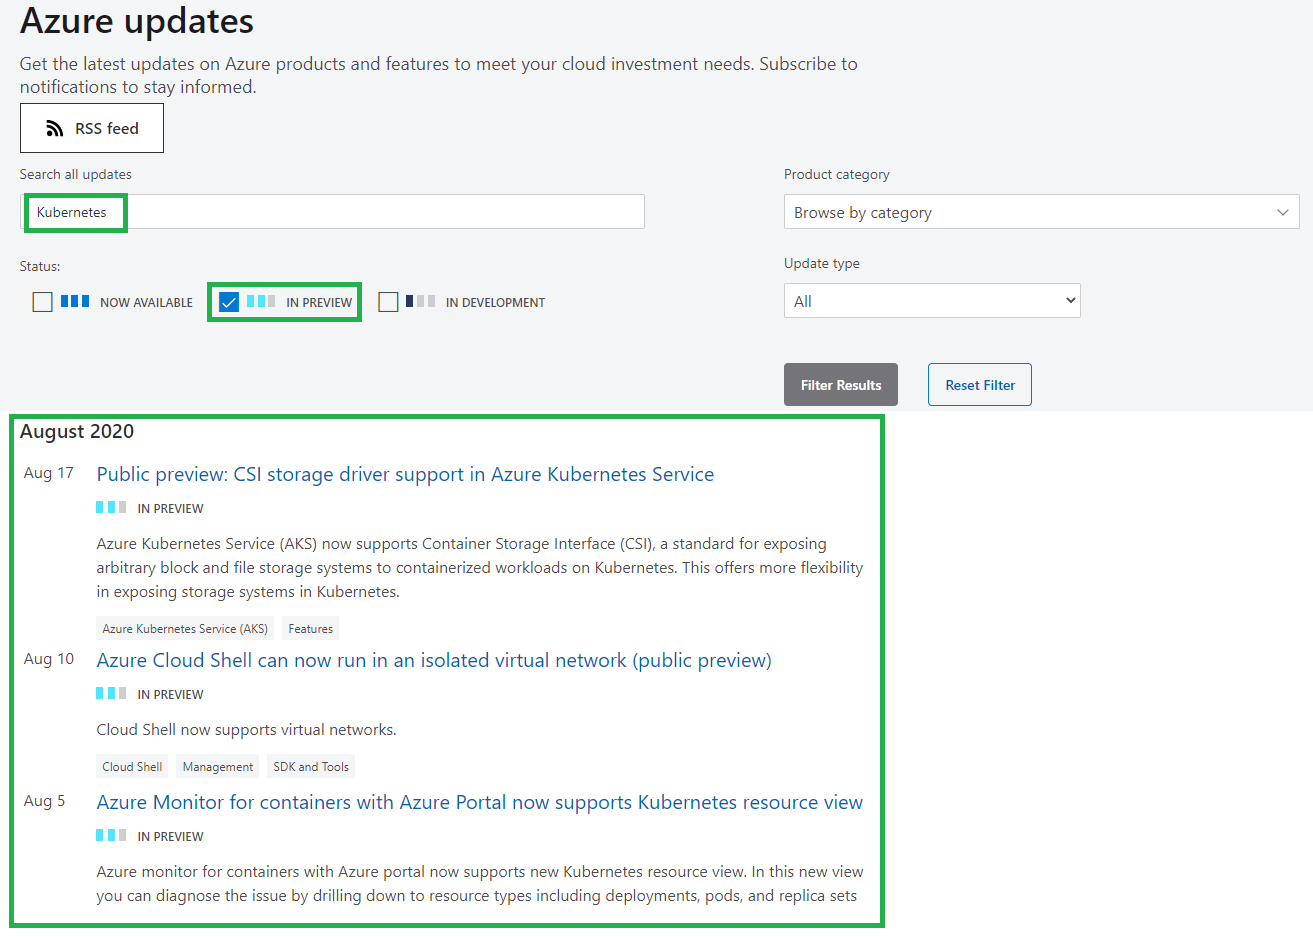 Azure updates
Get the latest updates on Azure products and features to meet your cloud investment needs. Subscribe to
notifications to stay informed.
RSS feed
Search all updates
Kubernetes
Product category
Browse by category
Status:
NOW AVAILABLE
IN PREVIEW
IN DEVELOPMENT
Update type
All
Filter Results
Reset Filter
August 2020
Aug 17
Public preview: CSI storage driver support in Azure Kubernetes Service
IN PREVIEW
Azure Kubernetes Service (AKS) now supports Container Storage Interface (CSI), a standard for exposing
arbitrary block and file storage systems to containerized workloads on Kubernetes. This offers more flexibility
in exposing storage systems in Kubernetes.
Azure Kubernetes Service (AKS)
Features
Aug 10
Azure Cloud Shell can now run in an isolated virtual network (public preview)
IN PREVIEW
Cloud Shell now supports virtual networks.
Cloud Shell
Management
SDK and Tools
Aug 5
Azure Monitor for containers with Azure Portal now supports Kubernetes resource view
IN PREVIEW
Azure monitor for containers with Azure portal now supports new Kubernetes resource view. In this new view
you can diagnose the issue by drilling down to resource types including deployments, pods, and replica sets